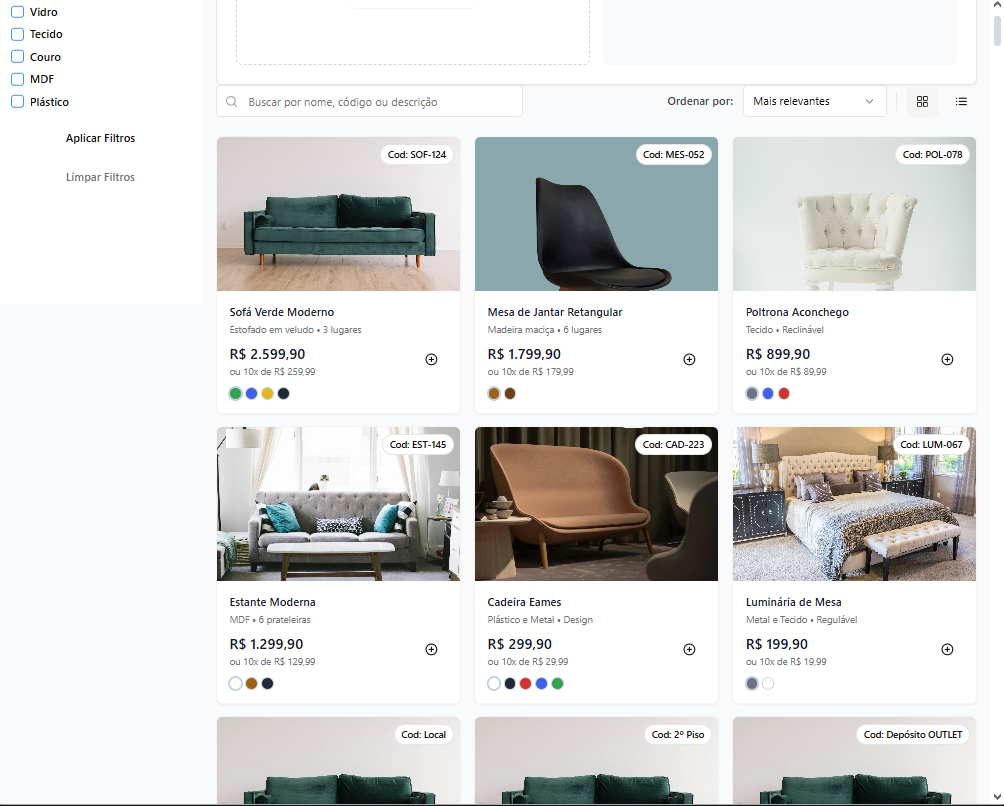 Vidro
Tecido
Couro
MDF
Plástico
Aplicar Filtros
Limpar Filtros
Buscar por nome, código ou descrição
Ordenar por:
Mais relevantes
Cod: SOF-124
Sofá Verde Moderno
Estofado em veludo • 3 lugares
R$ 2.599,90
ou 10x de R$ 259,99
Cod: MES-052
Mesa de Jantar Retangular
Madeira maciça • 6 lugares
R$ 1.799,90
ou 10x de R$ 179,99
Cod: POL-078
Poltrona Aconchego
Tecido • Reclinável
R$ 899,90
ou 10x de R$ 89,99
Cod: EST-145
Estante Moderna
MDF • 6 prateleiras
R$ 1.299,90
ou 10x de R$ 129,99
Cod: CAD-223
Cadeira Eames
Plástico e Metal • Design
R$ 299,90
ou 10x de R$ 29,99
Cod: LUM-067
Luminária de Mesa
Metal e Tecido • Regulável
R$ 199,90
ou 10x de R$ 19,99
Cod: Local
Cod: 2º Piso
Cod: Depósito OUTLET